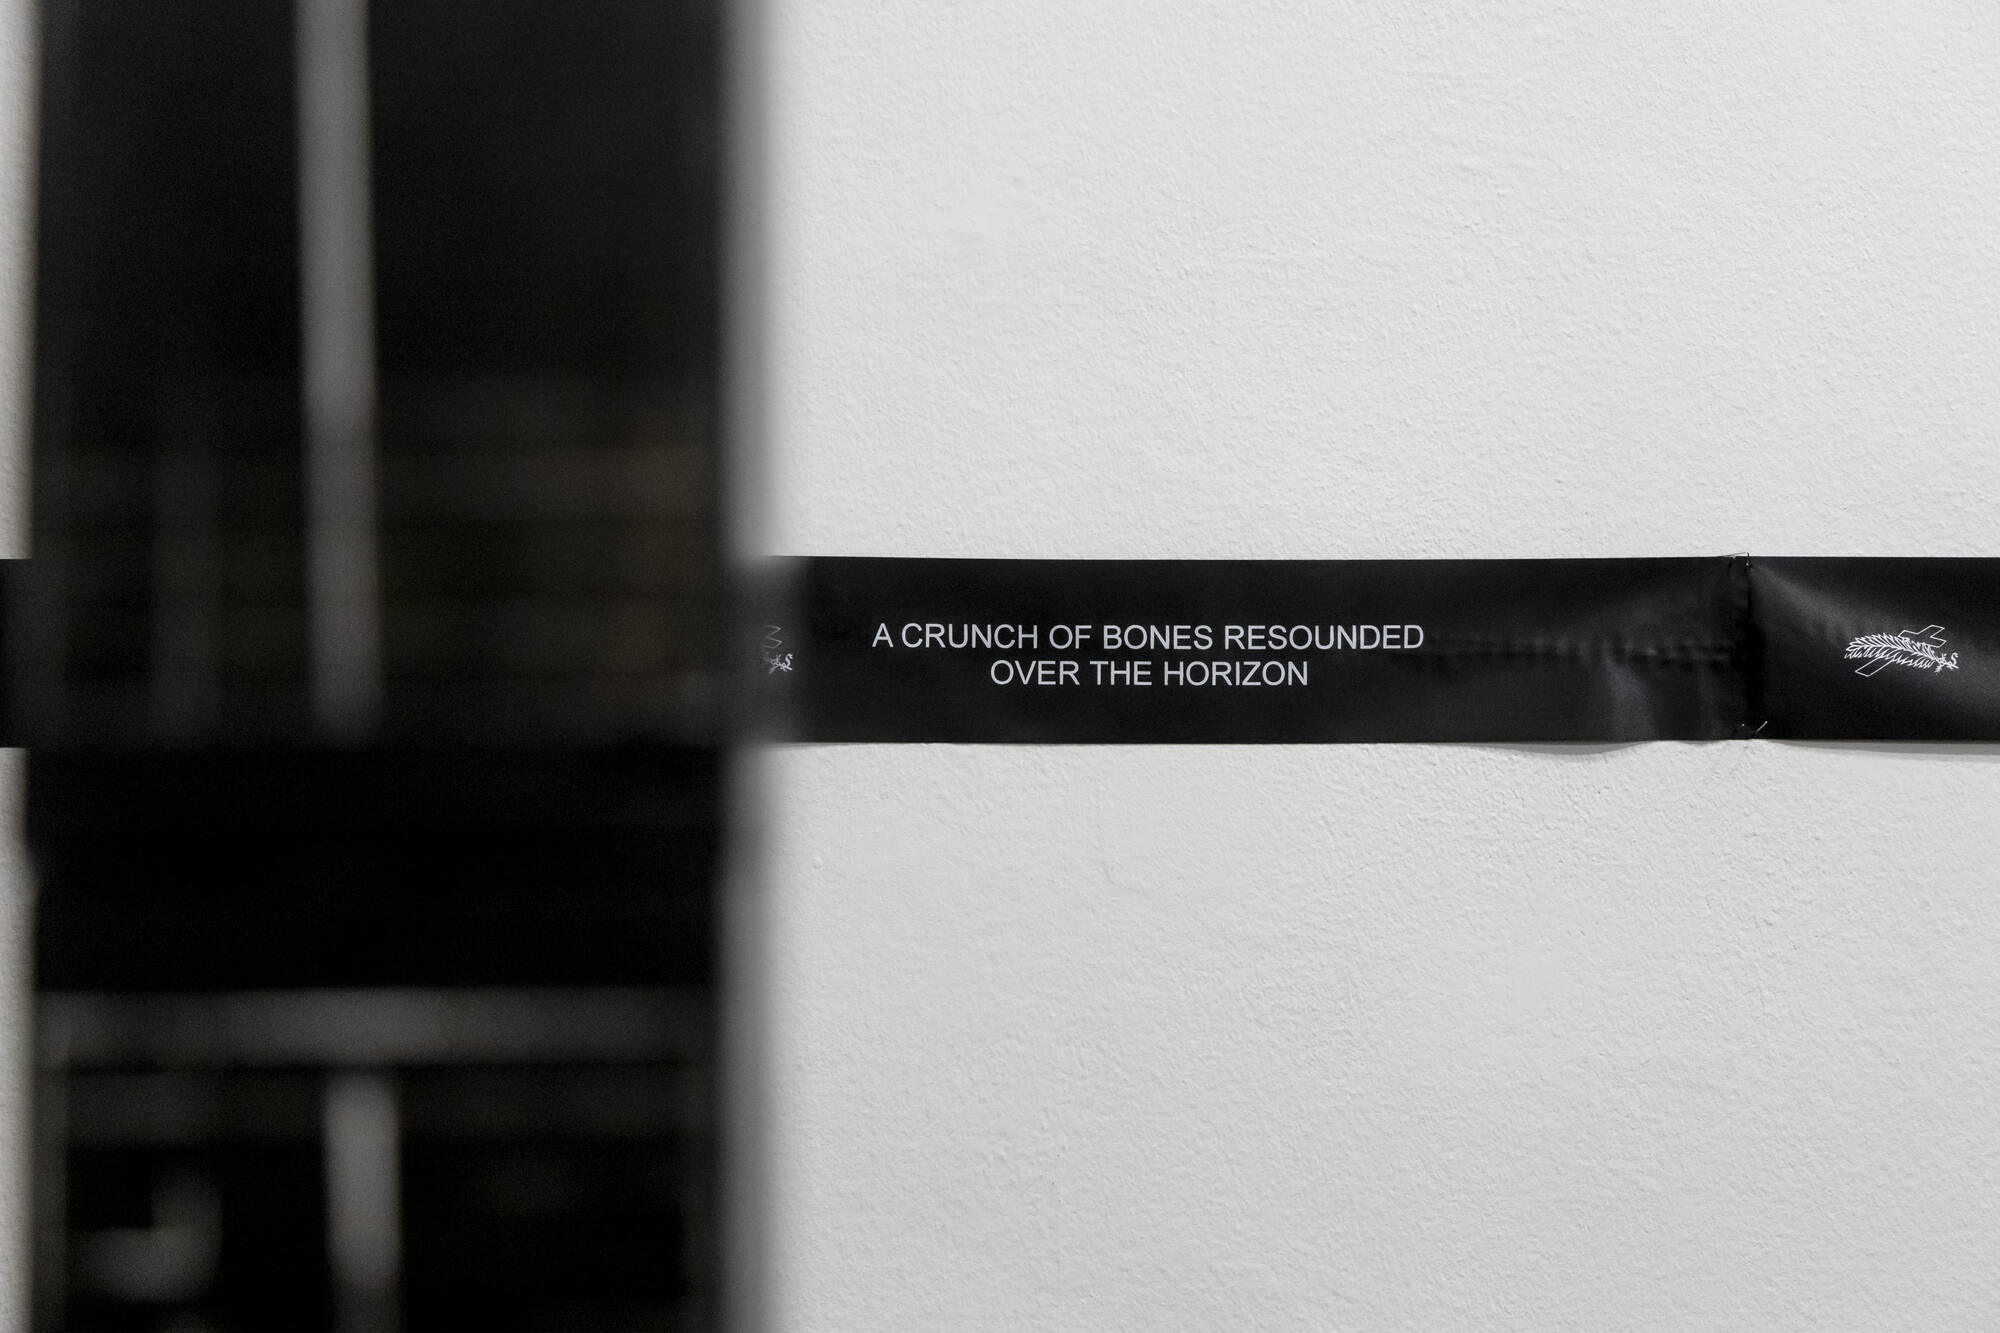 A CRUNCH OF BONES RESOUNDED
OVER THE HORIZON